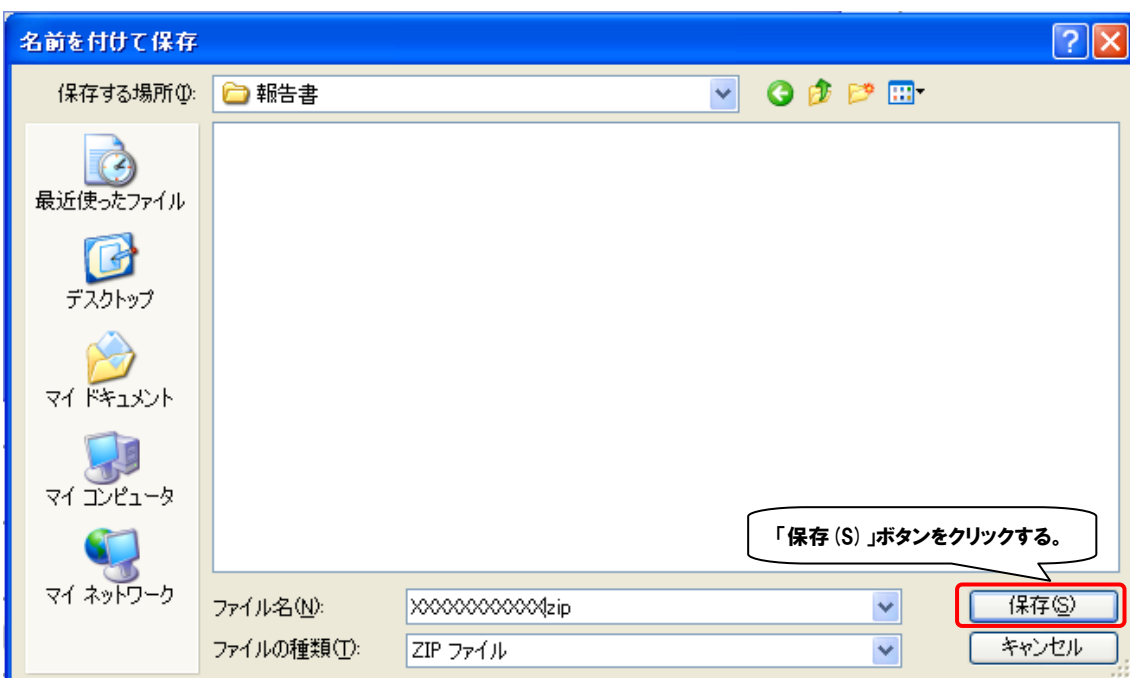 名前を付けて保存
保存する場所(I):
報告書
最近使ったファイル
デスクトップ
マイ ドキュメント
マイ コンピュータ
マイ ネットワーク
「保存(S)」ボタンをクリックする。
ファイル名(N):
XXXXXXXXXXXX.zip
保存(S)
ファイルの種類(T):
ZIP ファイル
キャンセル